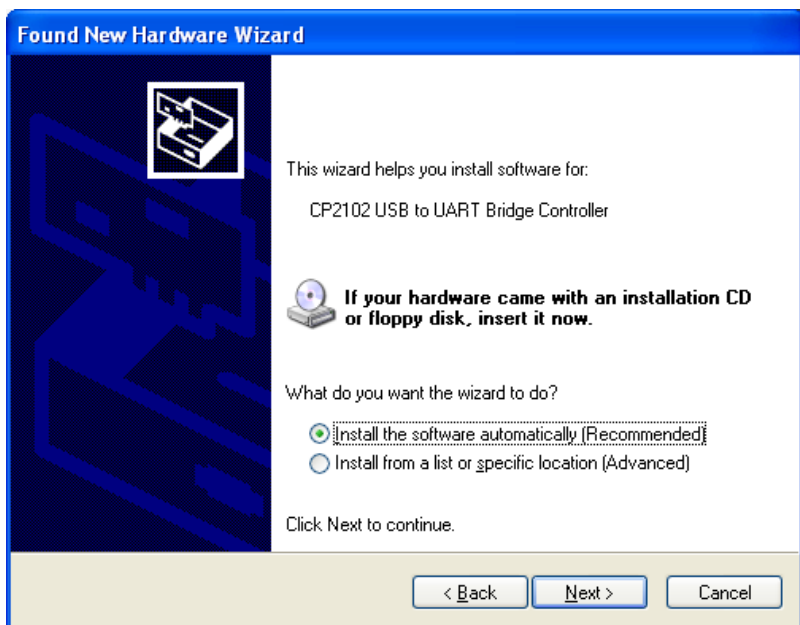 Found New Hardware Wizard
This wizard helps you install software for:
CP2102 USB to UART Bridge Controller
If your hardware came with an installation CD
or floppy disk, insert it now.
What do you want the wizard to do?
Install the software automatically (Recommended)
Install from a list or specific location (Advanced)
Click Next to continue.
< Back
Next >
Cancel